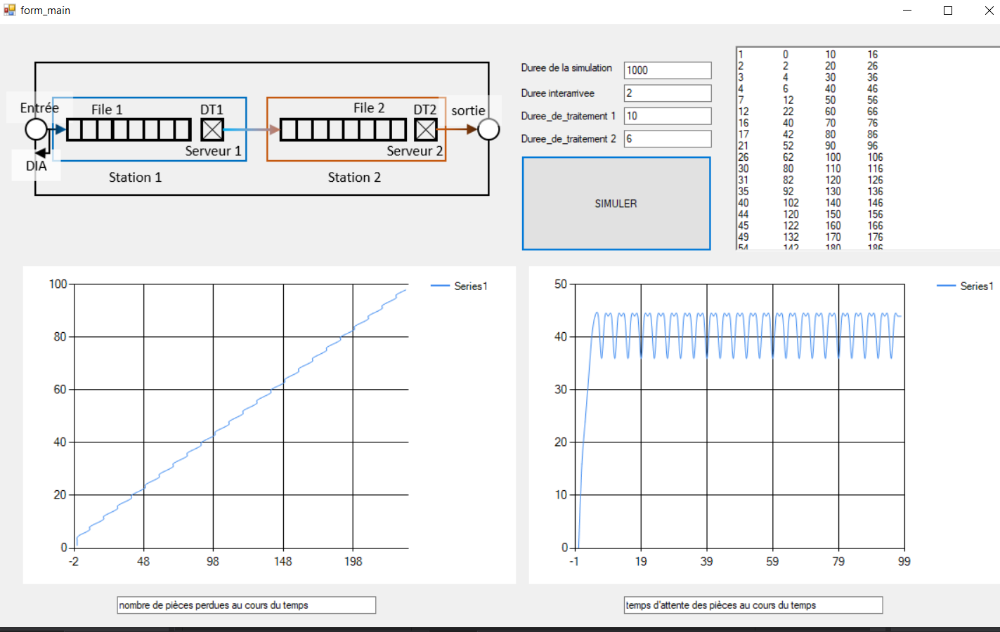 form_main
Entrée
File 1
DT1
File 2
DT2
sortie
DIA
Serveur 1
Serveur 2
Station 1
Station 2
Duree de la simulation 1000
Duree interarrivee 2
Duree_de_traitement 1 10
Duree_de_traitement 2 6
SIMULER
1 0 10 16
2 2 20 26
3 4 30 36
4 6 40 46
7 12 50 56
12 22 60 66
16 40 70 76
17 42 80 86
21 52 90 96
26 62 100 106
30 80 110 116
31 82 120 126
35 92 130 136
40 102 140 146
44 120 150 156
45 122 160 166
49 132 170 176
54 142 180 186
100
80
60
40
20
0
-2 48 98 148 198
Series1
50
40
30
20
10
0
-1 19 39 59 79 99
Series1
nombre de pièces perdues au cours du temps
temps d'attente des pièces au cours du temps